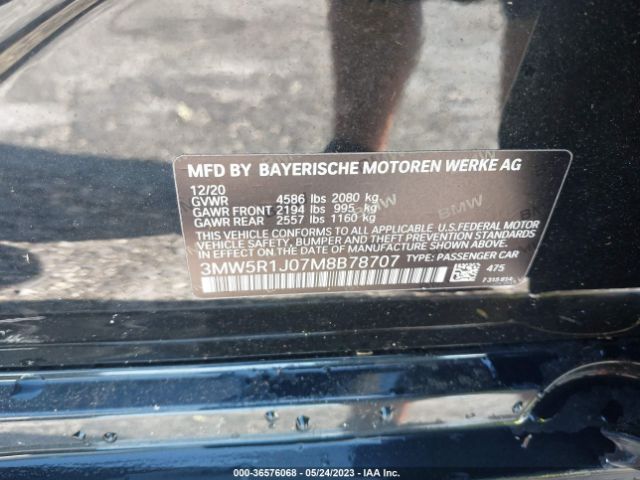 MFD BY BAYERISCHE MOTOREN WERKE AG
12/20
GVWR 4586 lbs 2080 kg
GAWR FRONT 2194 lbs 995 kg
GAWR REAR 2557 lbs 1160 kg
THIS VEHICLE CONFORMS TO ALL APPLICABLE U.S.FEDERAL MOTOR
VEHICLE SAFETY, BUMPER AND THEFT PREVENTION STANDARDS
IN EFFECT ON THE DATE OF MANUFACTURE SHOWN ABOVE.
3MW5R1J07M8B78707 TYPE: PASSENGER CAR
475
7 315 814
000-36576068 — 05/24/2023 — IAA Inc.